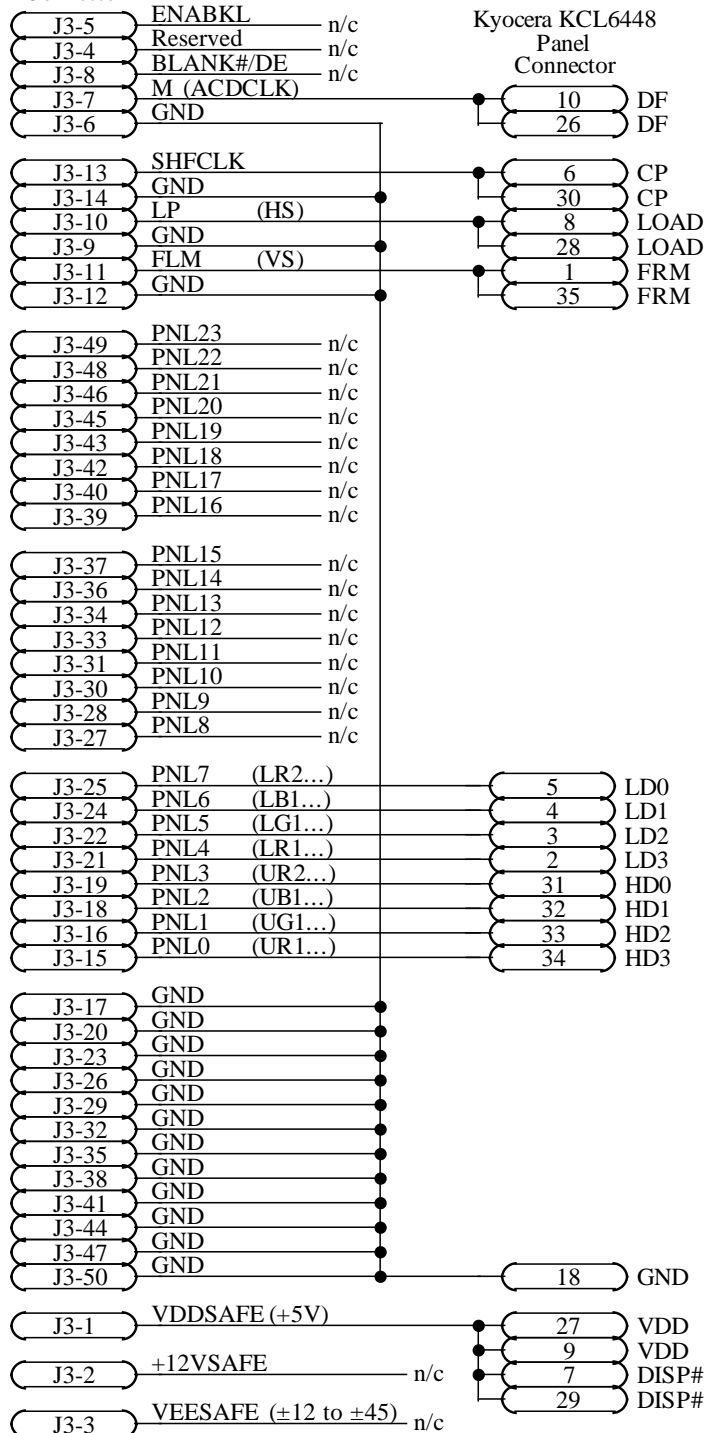 J3-5 ENABKL n/c Kyocera KCL6448
J3-4 Reserved n/c Panel
J3-8 BLANK#/DE n/c Connector
J3-7 M (ACDCLK) 10 DF
J3-6 GND 26 DF
J3-13 SHFCLK 6 CP
J3-14 GND 30 CP
J3-10 LP (HS) 8 LOAD
J3-9 GND 28 LOAD
J3-11 FLM (VS) 1 FRM
J3-12 GND 35 FRM
J3-49 PNL23 n/c
J3-48 PNL22 n/c
J3-46 PNL21 n/c
J3-45 PNL20 n/c
J3-43 PNL19 n/c
J3-42 PNL18 n/c
J3-40 PNL17 n/c
J3-39 PNL16 n/c
J3-37 PNL15 n/c
J3-36 PNL14 n/c
J3-34 PNL13 n/c
J3-33 PNL12 n/c
J3-31 PNL11 n/c
J3-30 PNL10 n/c
J3-28 PNL9 n/c
J3-27 PNL8 n/c
J3-25 PNL7 (LR2...) 5 LD0
J3-24 PNL6 (LB1...) 4 LD1
J3-22 PNL5 (LG1...) 3 LD2
J3-21 PNL4 (LR1...) 2 LD3
J3-19 PNL3 (UR2...) 31 HD0
J3-18 PNL2 (UB1...) 32 HD1
J3-16 PNL1 (UG1...) 33 HD2
J3-15 PNL0 (UR1...) 34 HD3
J3-17 GND
J3-20 GND
J3-23 GND
J3-26 GND
J3-29 GND
J3-32 GND
J3-35 GND
J3-38 GND
J3-41 GND
J3-44 GND
J3-47 GND
J3-50 GND 18 GND
J3-1 VDDSAFE (+5V) 27 VDD
9 VDD
J3-2 +12VSAFE n/c 7 DISP#
29 DISP#
J3-3 VEESAFE (±12 to ±45) n/c